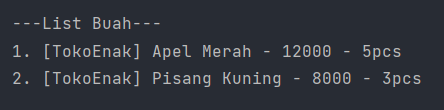 ---List Buah---
1. [TokoEnak] Apel Merah - 12000 - 5pcs
2. [TokoEnak] Pisang Kuning - 8000 - 3pcs